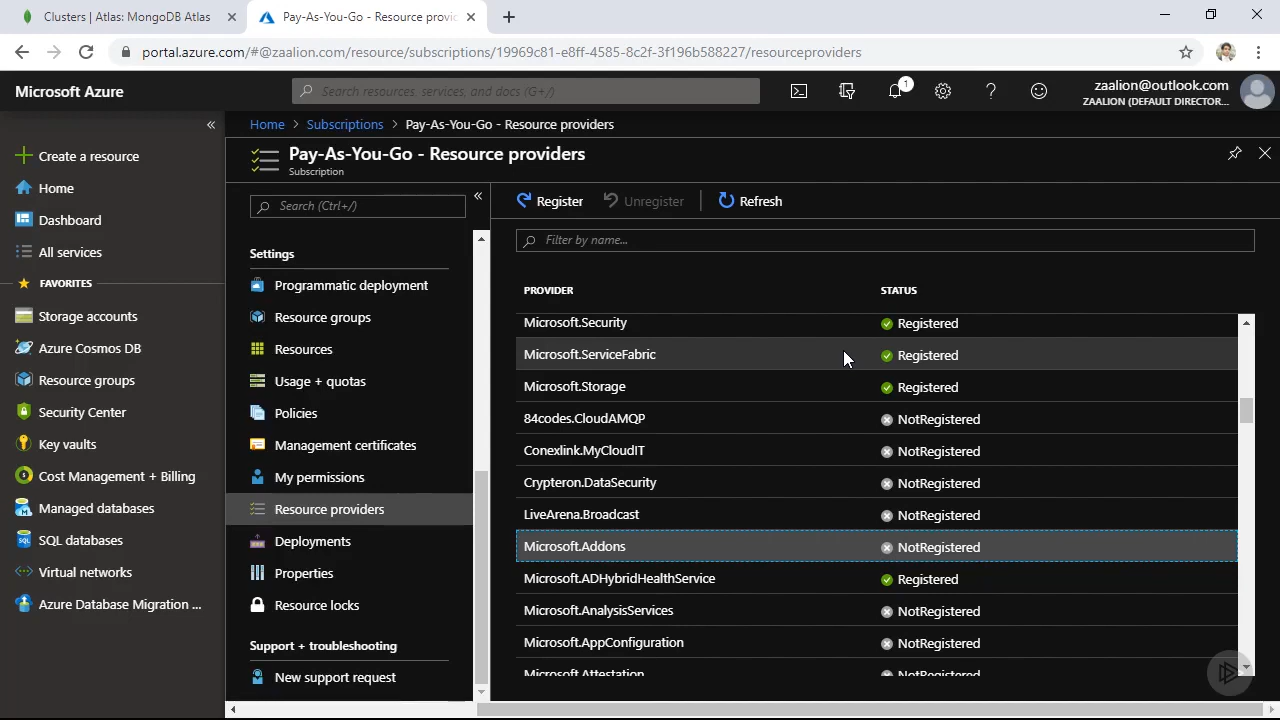 Clusters | Atlas: MongoDB Atlas
Pay-As-You-Go - Resource provic
portal.azure.com/#@zaalion.com/resource/subscriptions/19969c81-e8ff-4585-8c2f-3f196b588227/resourceproviders
Microsoft Azure
Search resources, services, and docs (G+/)
1
zaalion@outlook.com
ZAALION (DEFAULT DIRECTOR...
Home > Subscriptions > Pay-As-You-Go - Resource providers
Pay-As-You-Go - Resource providers
Subscription
Create a resource
Home
Dashboard
All services
FAVORITES
Storage accounts
Azure Cosmos DB
Resource groups
Security Center
Key vaults
Cost Management + Billing
Managed databases
SQL databases
Virtual networks
Azure Database Migration ...
Search (Ctrl+/)
Settings
Programmatic deployment
Resource groups
Resources
Usage + quotas
Policies
Management certificates
My permissions
Resource providers
Deployments
Properties
Resource locks
Support + troubleshooting
New support request
Register Unregister Refresh
Filter by name...
PROVIDER STATUS
Microsoft.Security Registered
Microsoft.ServiceFabric Registered
Microsoft.Storage Registered
84codes.CloudAMQP NotRegistered
Conexlink.MyCloudIT NotRegistered
Crypteron.DataSecurity NotRegistered
LiveArena.Broadcast NotRegistered
Microsoft.Addons NotRegistered
Microsoft.ADHybridHealthService Registered
Microsoft.AnalysisServices NotRegistered
Microsoft.AppConfiguration NotRegistered
Microsoft.Attestation NotRegistered